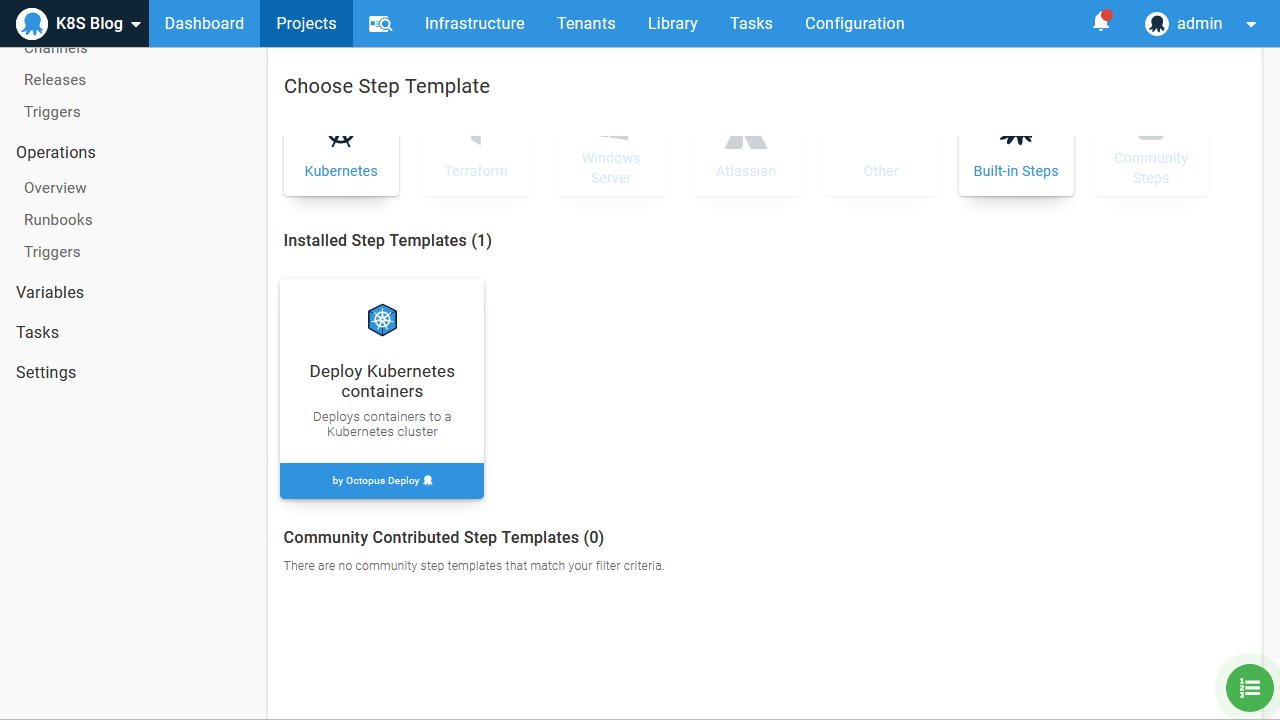 K8S Blog
Dashboard
Projects
Infrastructure
Tenants
Library
Tasks
Configuration
admin
Channels
Releases
Triggers
Operations
Overview
Runbooks
Triggers
Variables
Tasks
Settings
Choose Step Template
Kubernetes
Terraform
Windows
Server
Atlassian
Other
Built-in Steps
Community
Steps
Installed Step Templates (1)
Deploy Kubernetes
containers
Deploys containers to a
Kubernetes cluster
by Octopus Deploy
Community Contributed Step Templates (0)
There are no community step templates that match your filter criteria.